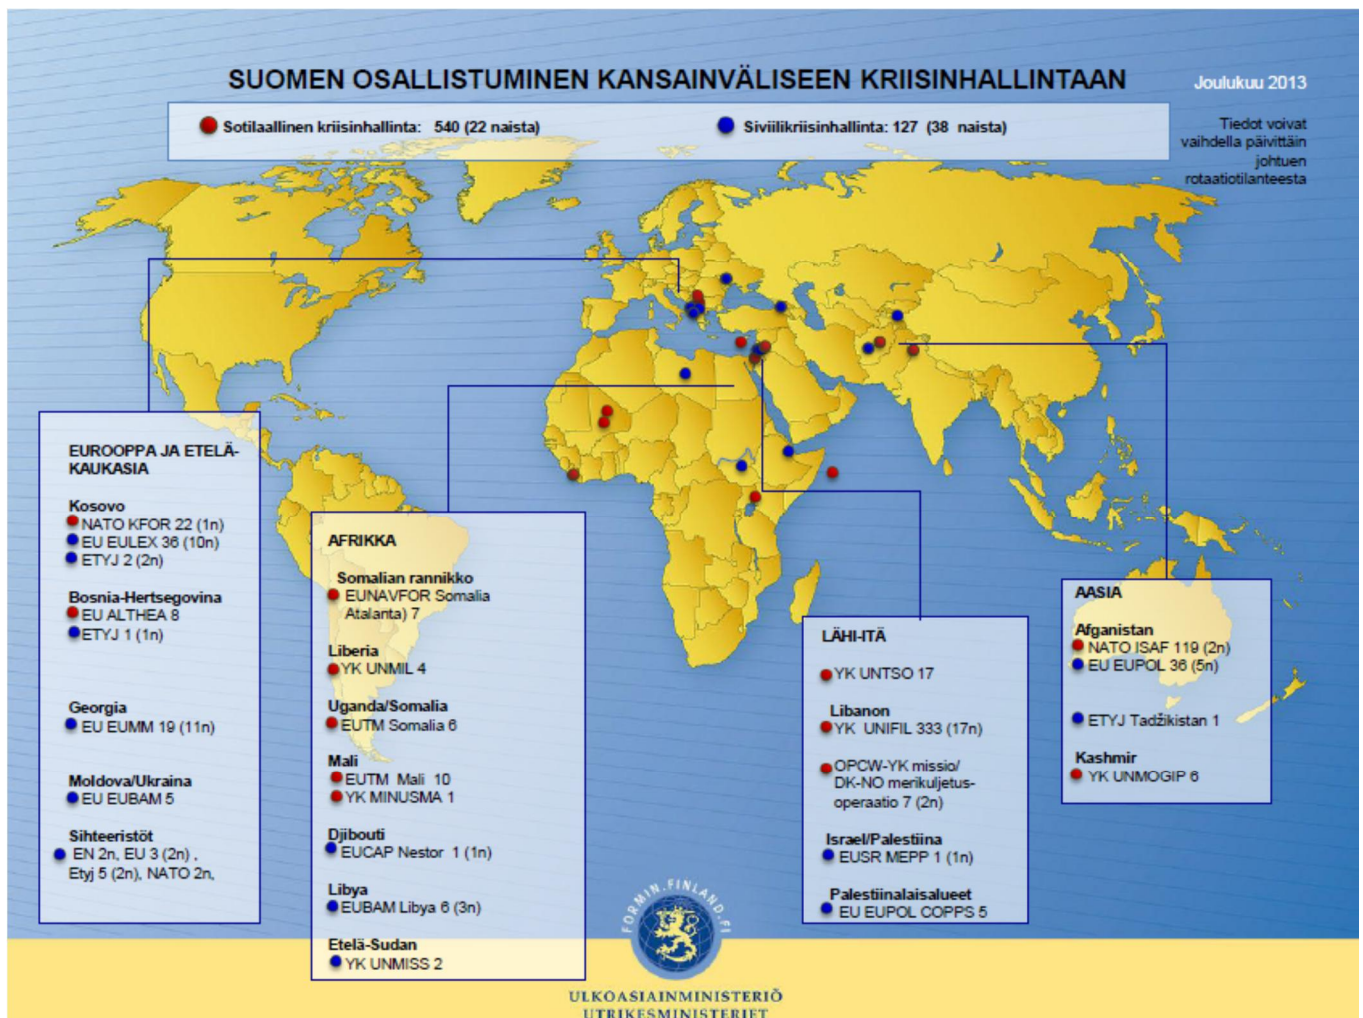 SUOMEN OSALLISTUMINEN KANSAINVÄLISEEN KRIISINHALLINTAAN
Joulukuu 2013
Sotilaallinen kriisinhallinta: 540 (22 naista)
Siviilikriisinhallinta: 127 (38 naista)
Tiedot voivat
vaihdella päivittäin
johtuen
rotaatiotilanteesta
EUROOPPA JA ETELÄ-
KAUKASIA
Kosovo
NATO KFOR 22 (1n)
EU EULEX 36 (10n)
ETYJ 2 (2n)
Bosnia-Hertsegovina
EU ALTHEA 8
ETYJ 1 (1n)
Georgia
EU EUMM 19 (11n)
Moldova/Ukraina
EU EUBAM 5
Sihteeristöt
EN 2n, EU 3 (2n) ,
Etyj 5 (2n), NATO 2n,
AFRIKKA
Somalian rannikko
EUNAVFOR Somalia
Atalanta) 7
Liberia
YK UNMIL 4
Uganda/Somalia
EUTM Somalia 6
Mali
EUTM Mali 10
YK MINUSMA 1
Djibouti
EUCAP Nestor 1 (1n)
Libya
EUBAM Libya 6 (3n)
Etelä-Sudan
YK UNMISS 2
LÄHI-ITÄ
YK UNTSO 17
Libanon
YK UNIFIL 333 (17n)
OPCW-YK missio/
DK-NO merikuljetus-
operaatio 7 (2n)
Israel/Palestiina
EUSR MEPP 1 (1n)
Palestiinalaisalueet
EU EUPOL COPPS 5
AASIA
Afganistan
NATO ISAF 119 (2n)
EU EUPOL 36 (5n)
ETYJ Tadžikistan 1
Kashmir
YK UNMOGIP 6
FORMIN.FINLAND.FI
ULKOASIAINMINISTERIÖ
UTRIKESMINISTERIET